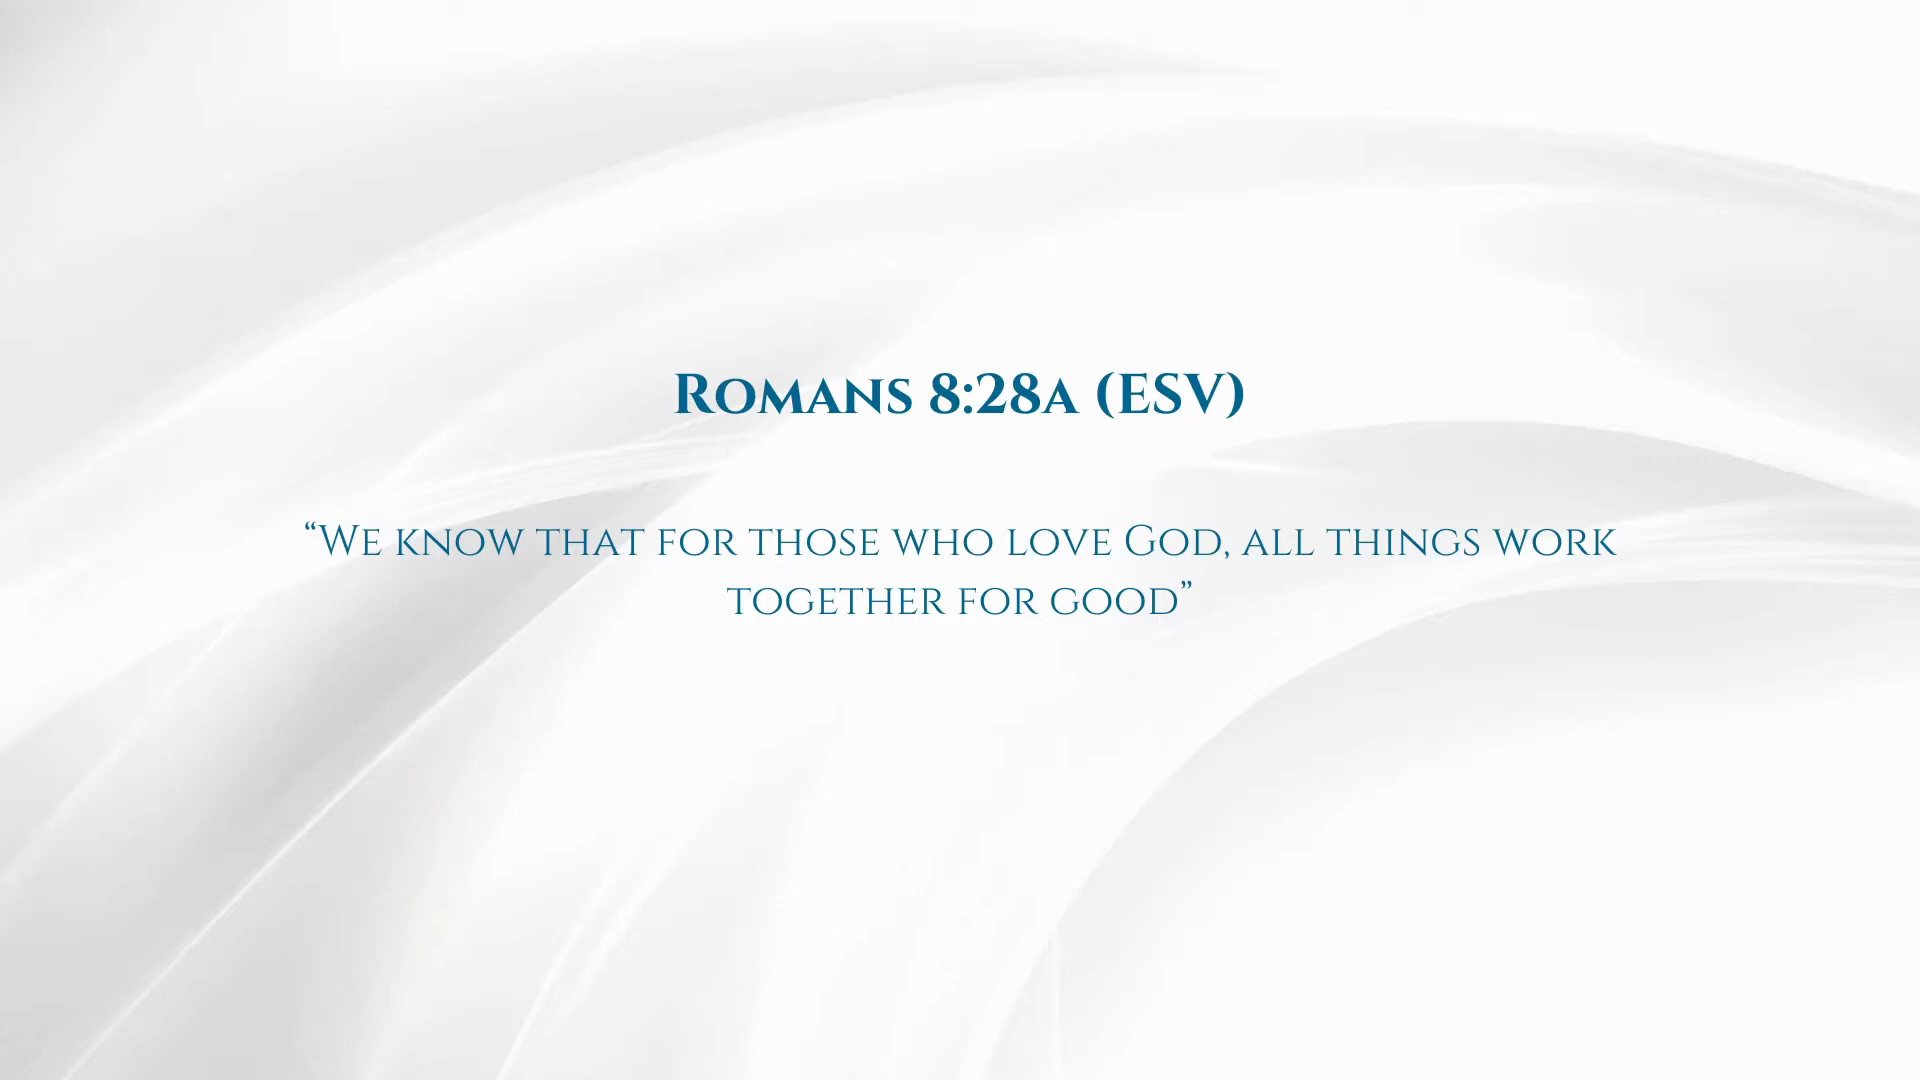 Romans 8:28a (ESV)
“We know that for those who love God, all things work
together for good”